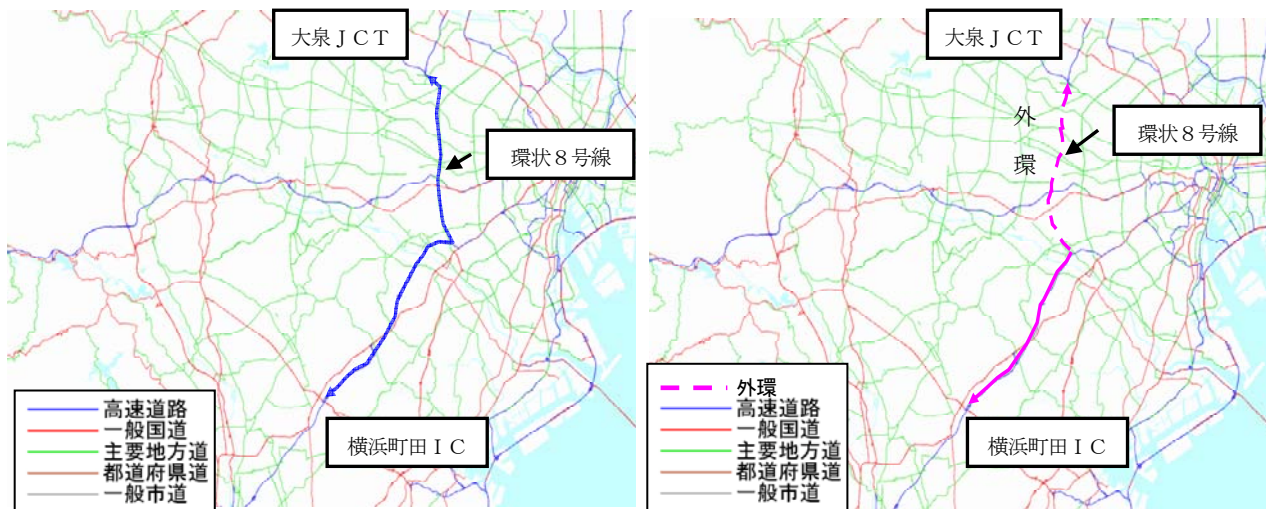 大泉ＪＣＴ
環状８号線
高速道路
一般国道
主要地方道
都道府県道
一般市道
横浜町田ＩＣ
大泉ＪＣＴ
外
環
環状８号線
外環
高速道路
一般国道
主要地方道
都道府県道
一般市道
横浜町田ＩＣ